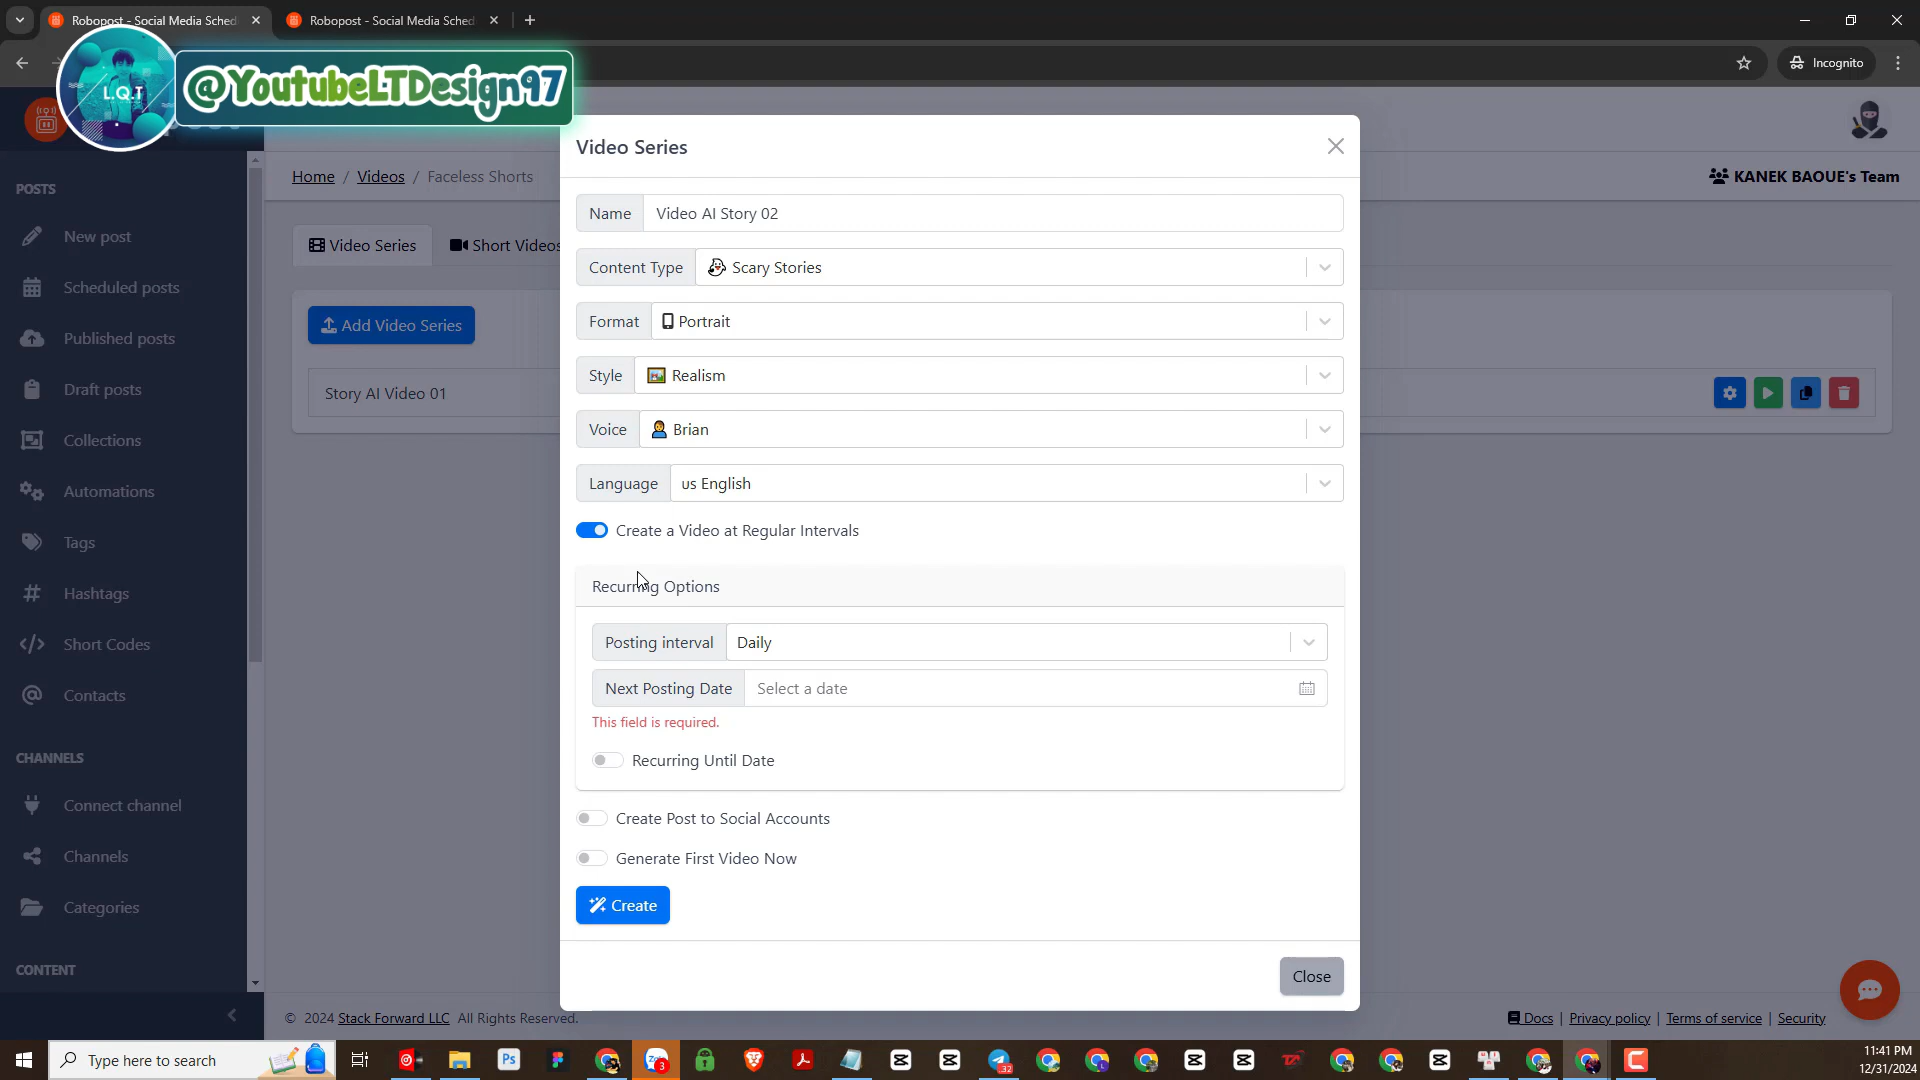 Robopost - Social Media Sched
Robopost - Social Media Sched
Incognito
L.Q.T
@YoutubeLTDesign97
Home / Videos / Faceless Shorts
KANEK BAOUE's Team
POSTS
New post
Scheduled posts
Published posts
Draft posts
Collections
Automations
Tags
Hashtags
Short Codes
Contacts
CHANNELS
Connect channel
Channels
Categories
CONTENT
Video Series
Short Videos
Add Video Series
Story AI Video 01
Video Series
Name Video AI Story 02
Content Type Scary Stories
Format Portrait
Style Realism
Voice Brian
Language us English
Create a Video at Regular Intervals
Recurring Options
Posting interval Daily
Next Posting Date Select a date
This field is required.
Recurring Until Date
Create Post to Social Accounts
Generate First Video Now
Create
Close
© 2024 Stack Forward LLC All Rights Reserved.
Docs | Privacy policy | Terms of service | Security
Type here to search
Ps
Zalo
3
32
11:41 PM
12/31/2024